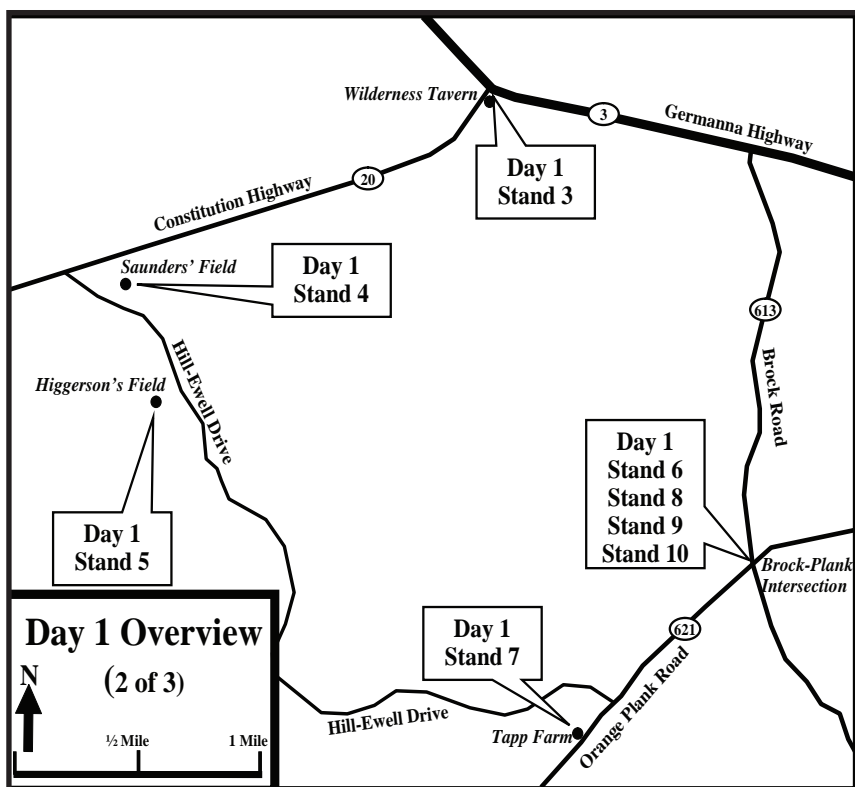 Wilderness Tavern
3
Germanna Highway
Day 1
Stand 3
20
Constitution Highway
Saunders’ Field
Day 1
Stand 4
613
Hill-Ewell Drive
Brock Road
Higgerson’s Field
Day 1
Stand 6
Stand 8
Stand 9
Stand 10
Day 1
Stand 5
Brock-Plank
Intersection
Day 1 Overview
(2 of 3)
N
½ Mile
1 Mile
Day 1
Stand 7
621
Orange Plank Road
Hill-Ewell Drive
Tapp Farm